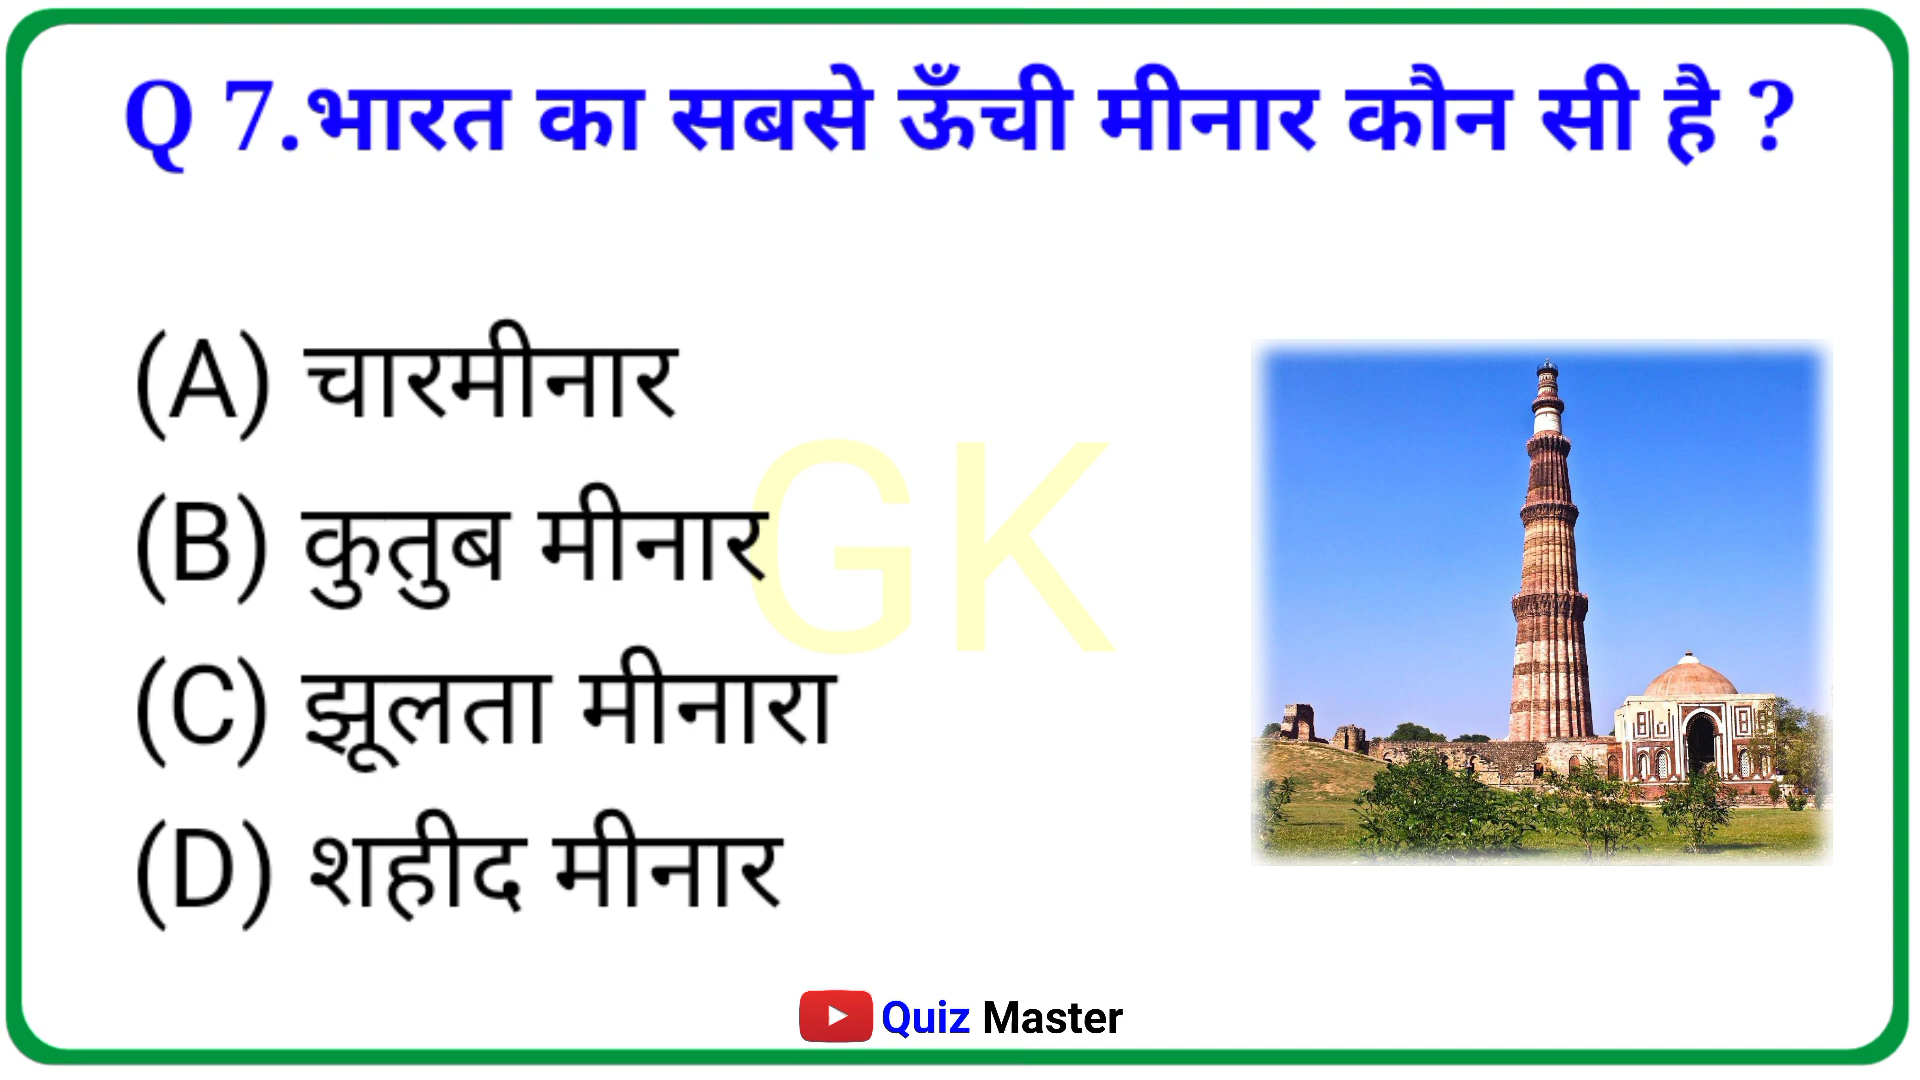 Q 7.भारत का सबसे ऊँची मीनार कौन सी है ?
(A) चारमीनार
(B) कुतुब मीनार
(C) झूलता मीनारा
(D) शहीद मीनार
GK
Quiz Master